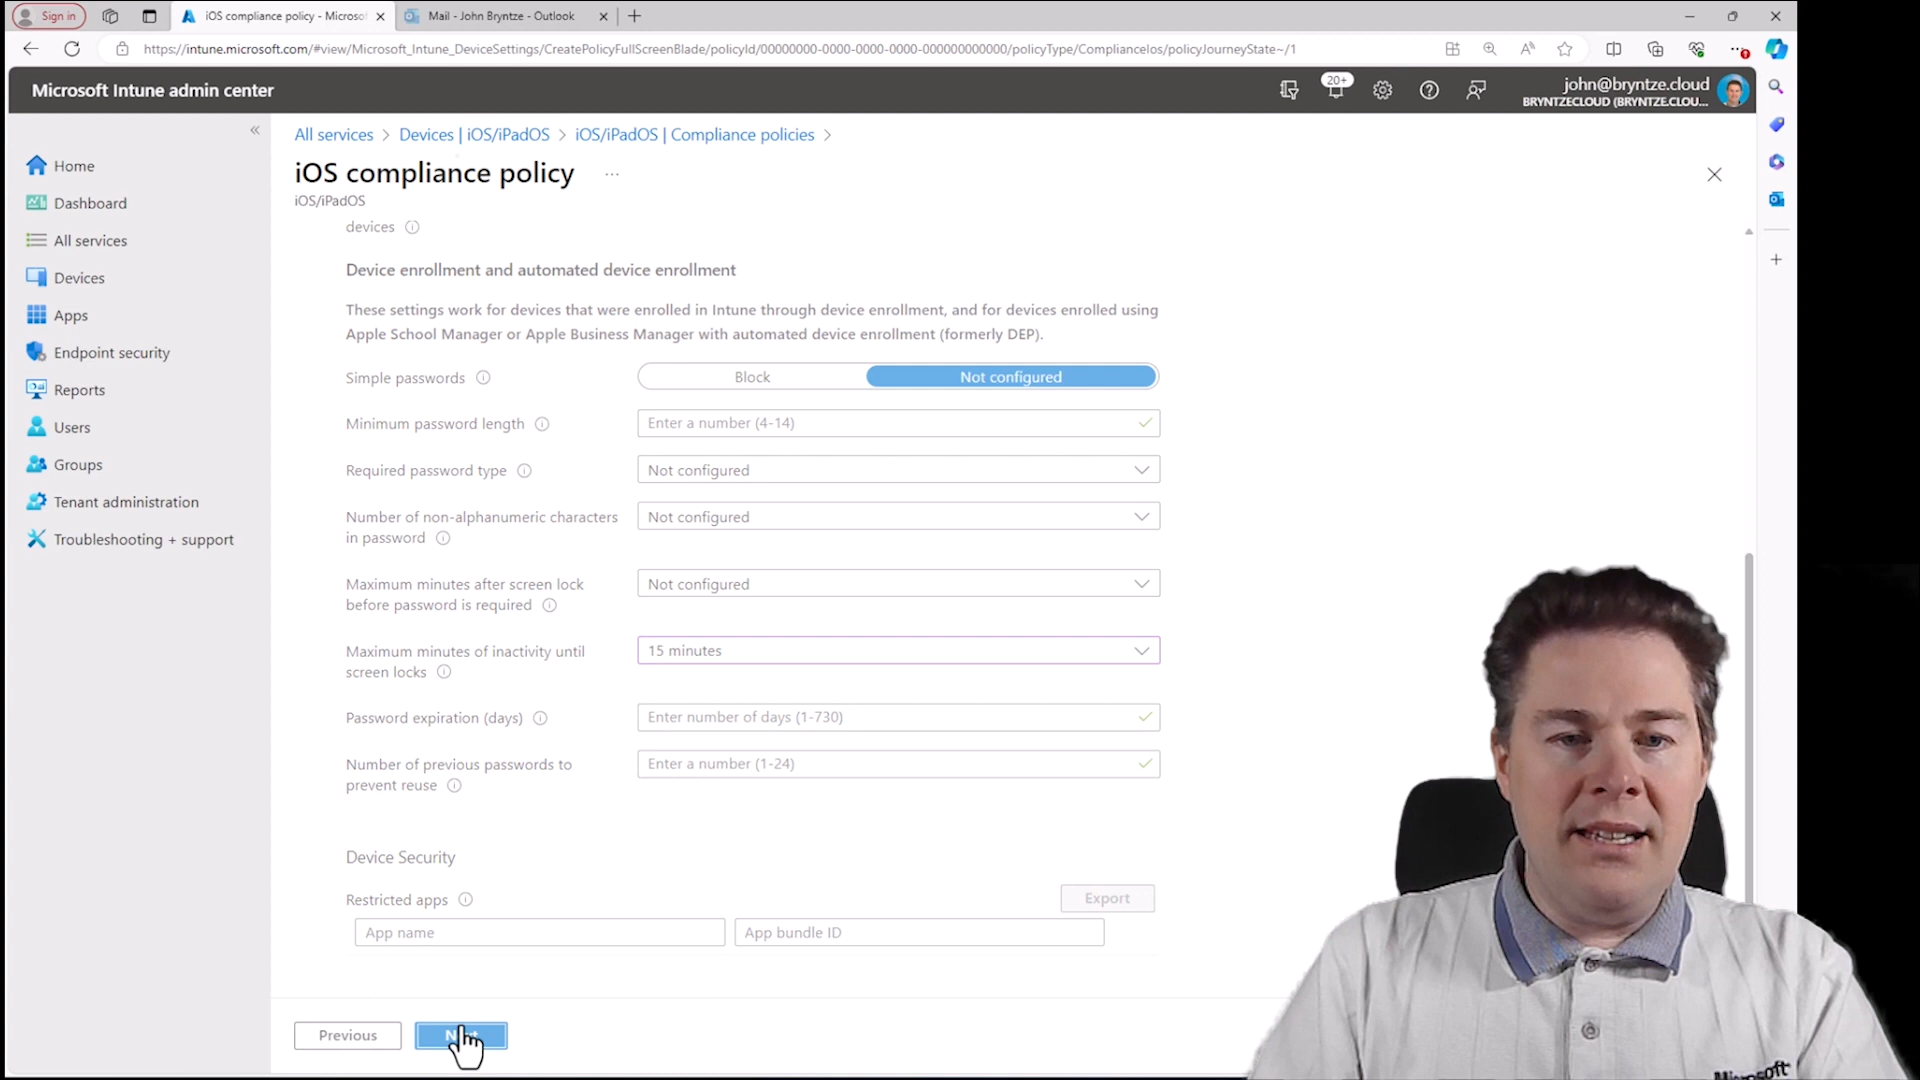 Sign in
iOS compliance policy - Microsof
Mail - John Bryntze - Outlook
https://intune.microsoft.com/#view/Microsoft_Intune_DeviceSettings/CreatePolicyFullScreenBlade/policyId/00000000-0000-0000-0000-000000000000/policyType/ComplianceIos/policyJourneyState~/1
Microsoft Intune admin center
20+
john@bryntze.cloud
BRYNTZECLOUD (BRYNTZE.CLOU...
All services > Devices | iOS/iPadOS > iOS/iPadOS | Compliance policies >
iOS compliance policy ...
iOS/iPadOS
Home
Dashboard
All services
Devices
Apps
Endpoint security
Reports
Users
Groups
Tenant administration
Troubleshooting + support
devices
Device enrollment and automated device enrollment
These settings work for devices that were enrolled in Intune through device enrollment, and for devices enrolled using
Apple School Manager or Apple Business Manager with automated device enrollment (formerly DEP).
Simple passwords
Block
Not configured
Minimum password length
Enter a number (4-14)
Required password type
Not configured
Number of non-alphanumeric characters
in password
Not configured
Maximum minutes after screen lock
before password is required
Not configured
Maximum minutes of inactivity until
screen locks
15 minutes
Password expiration (days)
Enter number of days (1-730)
Number of previous passwords to
prevent reuse
Enter a number (1-24)
Device Security
Restricted apps
Export
App name
App bundle ID
Previous
Microsoft